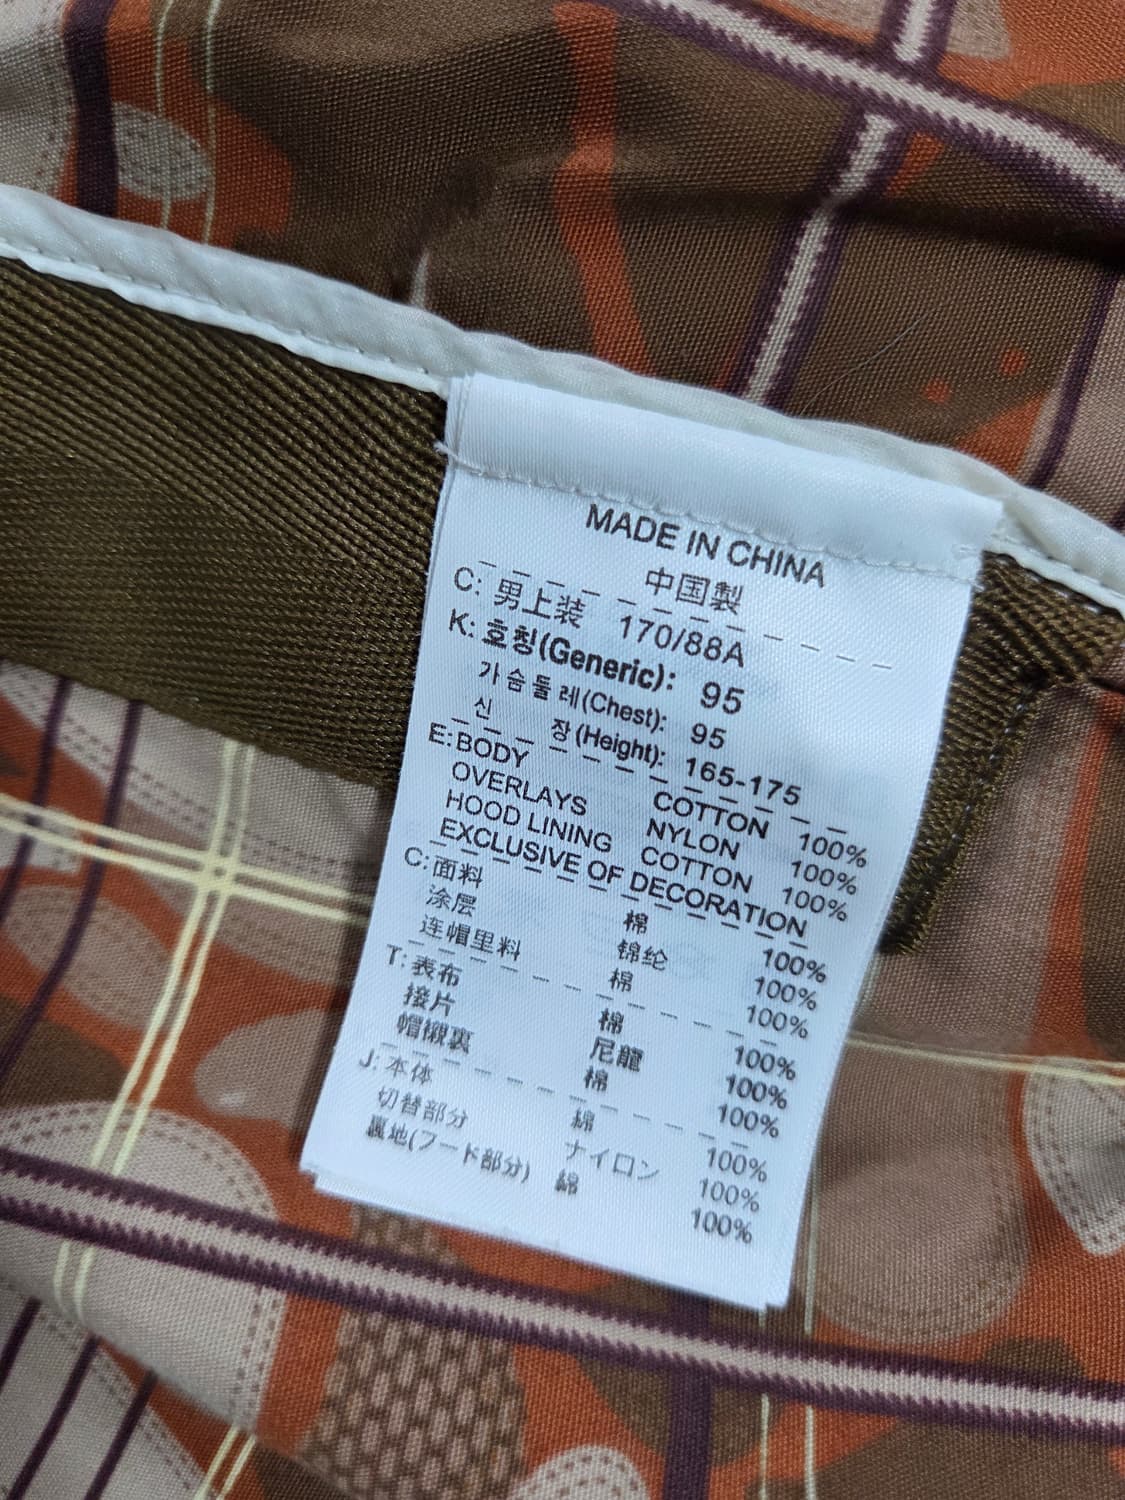 MADE IN CHINA
中国製
C: 男上装 170/88A
K: 호칭(Generic): 95
가슴둘레(Chest): 95
신 장(Height): 165-175
E: BODY COTTON 100%
OVERLAYS NYLON 100%
HOOD LINING COTTON 100%
EXCLUSIVE OF DECORATION
C: 面料 棉 100%
涂层 锦纶 100%
连帽里料 棉 100%
T: 表布 棉 100%
接片 尼龍 100%
帽襯裏 棉 100%
J: 本体 綿 100%
切替部分 ナイロン 100%
裏地(フード部分) 綿 100%